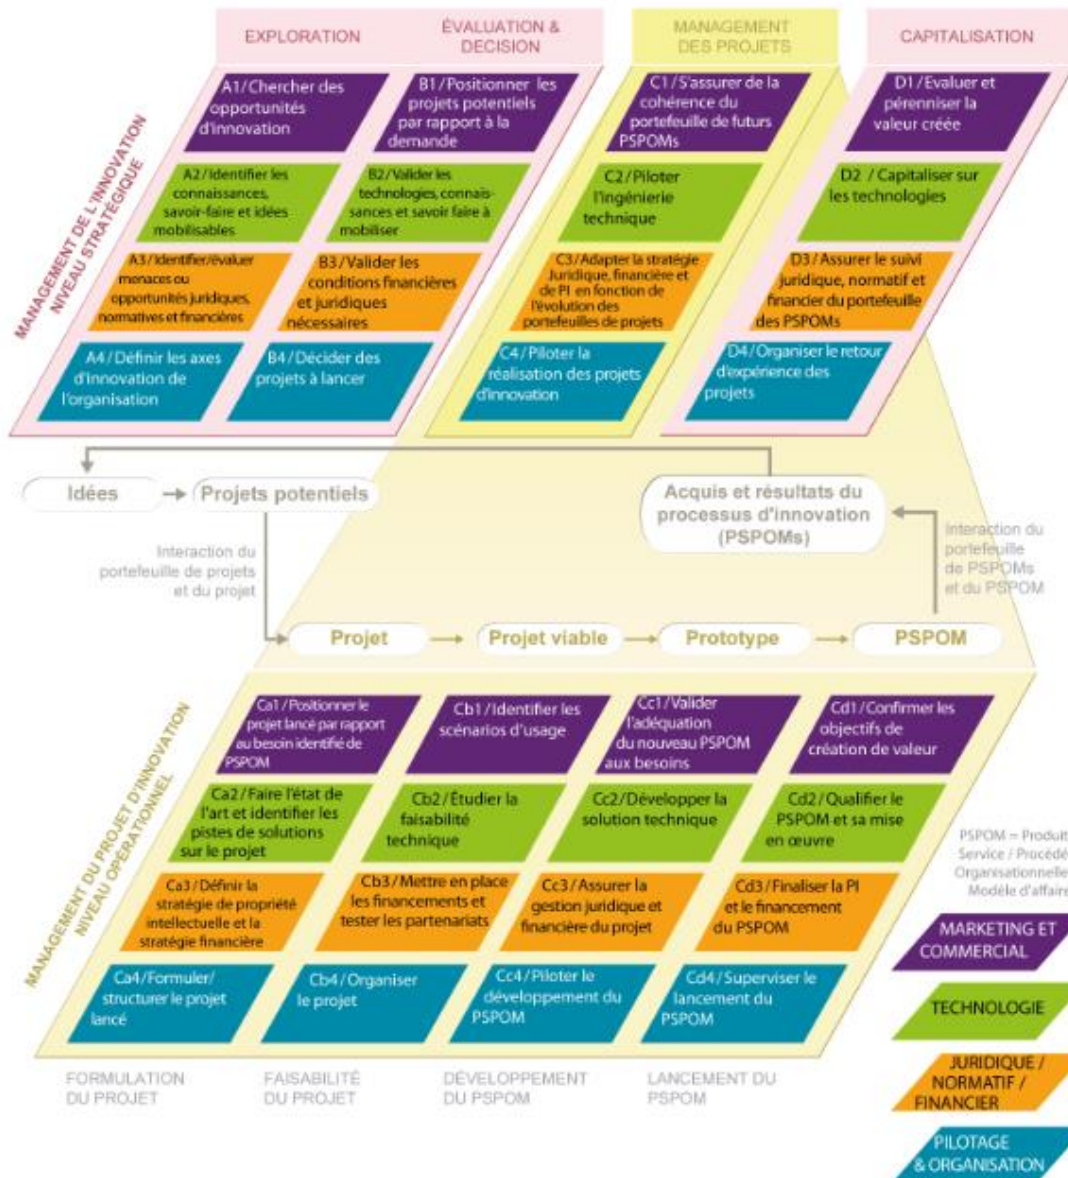 EXPLORATION
ÉVALUATION &
DECISION
MANAGEMENT
DES PROJETS
CAPITALISATION
MANAGEMENT DE L'INNOVATION
NIVEAU STRATÉGIQUE
A1/Chercher des
opportunités
d'innovation
B1/Positionner les
projets potentiels
par rapport à la
demande
C1/S'assurer de la
cohérence du
portefeuille de futurs
PSPOMs
D1/Evaluer et
pérenniser la
valeur créée
A2/Identifier les
connaissances,
savoir-faire et idées
mobilisables
B2/Valider les
technologies, connais-
sances et savoir faire à
mobiliser
C2/Piloter
l'ingénierie
technique
D2 / Capitaliser sur
les technologies
A3/Identifier/évaluer
menaces ou
opportunités juridiques,
normatives et financières
B3/Valider les
conditions financières
et juridiques
nécessaires
C3/Adapter la stratégie
Juridique, financière et
de PI en fonction de
l'évolution des
portefeuilles de projets
D3/Assurer le suivi
juridique, normatif et
financier du portefeuille
des PSPOMs
A4/Définir les axes
d'innovation de
l'organisation
B4/Décider des
projets à lancer
C4/Piloter la
réalisation des projets
d'innovation
D4/Organiser le retour
d'expérience des
projets
Idées
Projets potentiels
Acquis et résultats du
processus d'innovation
(PSPOMs)
Interaction du
portefeuille de projets
et du projet
Interaction du
portefeuille
de PSPOMs
et du PSPOM
Projet
Projet viable
Prototype
PSPOM
MANAGEMENT DU PROJET D'INNOVATION
NIVEAU OPÉRATIONNEL
Ca1/Positionner le
projet lancé par rapport
au besoin identifié de
PSPOM
Cb1/Identifier les
scénarios d'usage
Cc1/Valider
l'adéquation
du nouveau PSPOM
aux besoins
Cd1/Confirmer les
objectifs de
création de valeur
Ca2/Faire l'état de
l'art et identifier les
pistes de solutions
sur le projet
Cb2/Étudier la
faisabilité
technique
Cc2/Développer la
solution technique
Cd2/Qualifier le
PSPOM et sa mise
en œuvre
Ca3/Définir la
stratégie de propriété
intellectuelle et la
stratégie financière
Cb3/Mettre en place
les financements et
tester les partenariats
Cc3/Assurer la
gestion juridique et
financière du projet
Cd3/Finaliser la PI
et le financement
du PSPOM
Ca4/Formuler/
structurer le projet
lancé
Cb4/Organiser
le projet
Cc4/Piloter le
développement du
PSPOM
Cd4/Superviser le
lancement du
PSPOM
FORMULATION
DU PROJET
FAISABILITÉ
DU PROJET
DÉVELOPPEMENT
DU PSPOM
LANCEMENT DU
PSPOM
PSPOM = Produit
Service / Procédé
Organisationnelle
Modèle d'affaire
MARKETING ET
COMMERCIAL
TECHNOLOGIE
JURIDIQUE /
NORMATIF /
FINANCIER
PILOTAGE
& ORGANISATION